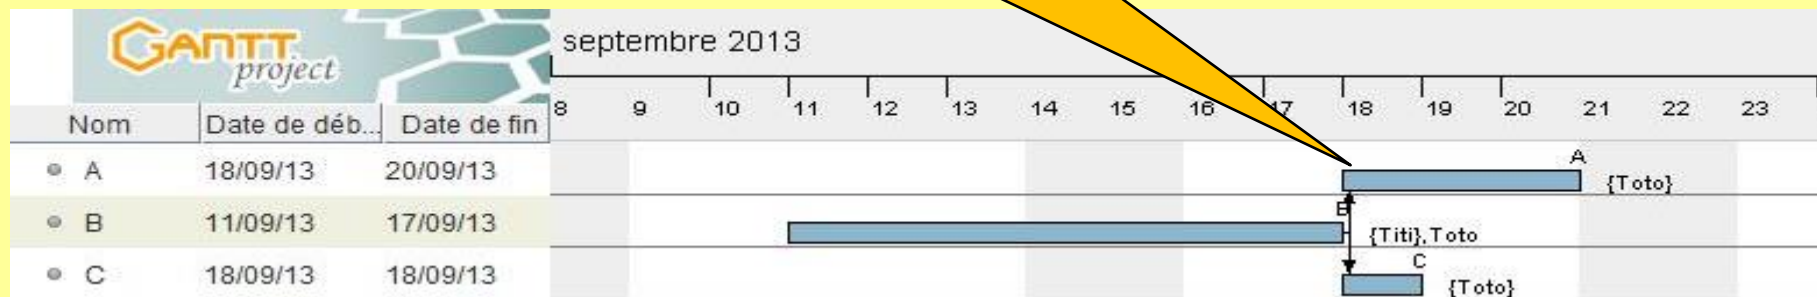 GANTT
project
septembre 2013
8 9 10 11 12 13 14 15 16 17 18 19 20 21 22 23
Nom Date de déb... Date de fin
A 18/09/13 20/09/13
A
{Toto}
B 11/09/13 17/09/13
B
{Titi},Toto
C 18/09/13 18/09/13
C
{Toto}